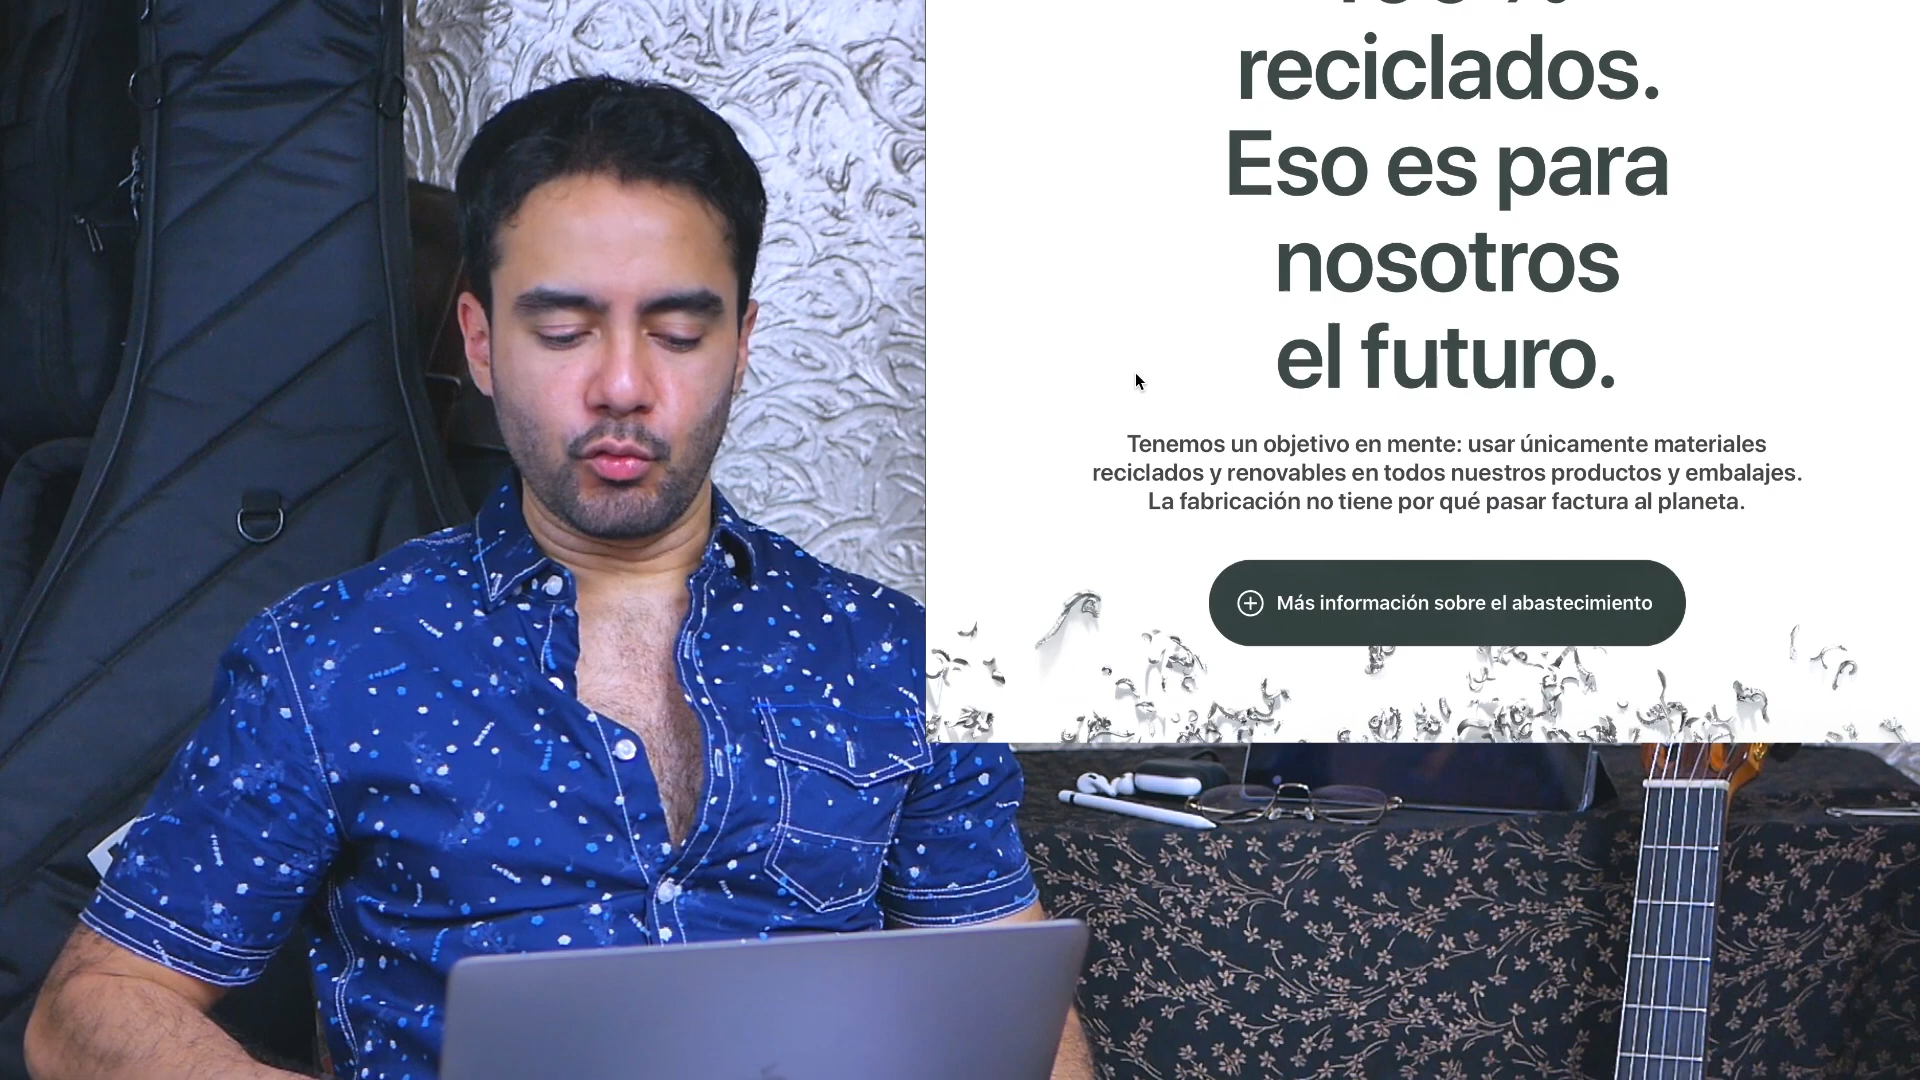 reciclados.
Eso es para
nosotros
el futuro.
Tenemos un objetivo en mente: usar únicamente materiales
reciclados y renovables en todos nuestros productos y embalajes.
La fabricación no tiene por qué pasar factura al planeta.
Más información sobre el abastecimiento